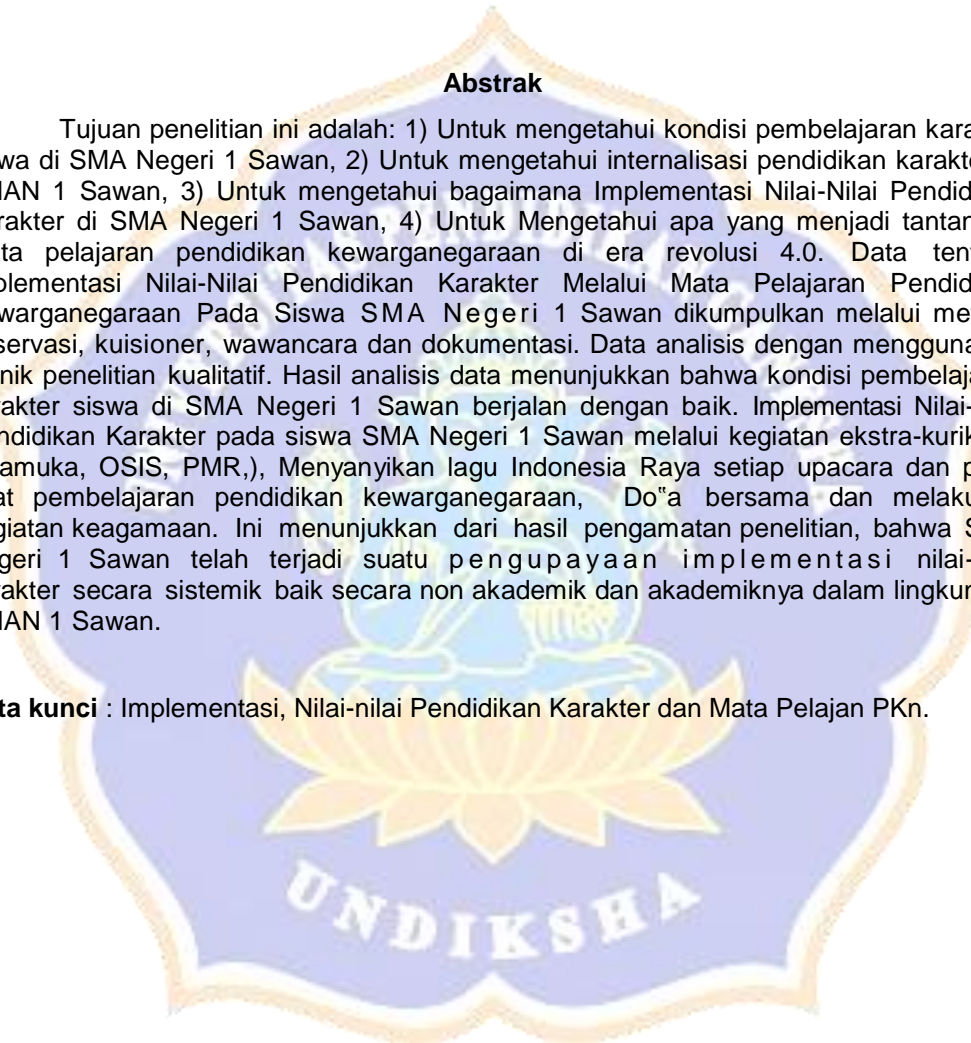 Abstrak
Tujuan penelitian ini adalah: 1) Untuk mengetahui kondisi pembelajaran kara
wa di SMA Negeri 1 Sawan, 2) Untuk mengetahui internalisasi pendidikan karakte
IAN 1 Sawan, 3) Untuk mengetahui bagaimana Implementasi Nilai-Nilai Pendid
rakter di SMA Negeri 1 Sawan, 4) Untuk Mengetahui apa yang menjadi tantan
ta pelajaran pendidikan kewarganegaraan di era revolusi 4.0. Data ten
plementasi Nilai-Nilai Pendidikan Karakter Melalui Mata Pelajaran Pendid
warganegaraan Pada Siswa SMA Negeri 1 Sawan dikumpulkan melalui me
servasi, kuisioner, wawancara dan dokumentasi. Data analisis dengan mengguna
nik penelitian kualitatif. Hasil analisis data menunjukkan bahwa kondisi pembelaja
rakter siswa di SMA Negeri 1 Sawan berjalan dengan baik. Implementasi Nilai-
ndidikan Karakter pada siswa SMA Negeri 1 Sawan melalui kegiatan ekstra-kurik
amuka, OSIS, PMR,), Menyanyikan lagu Indonesia Raya setiap upacara dan p
at pembelajaran pendidikan kewarganegaraan, Do‟a bersama dan melaku
giatan keagamaan. Ini menunjukkan dari hasil pengamatan penelitian, bahwa S
geri 1 Sawan telah terjadi suatu pengupayaan implementasi nilai-
rakter secara sistemik baik secara non akademik dan akademiknya dalam lingkun
IAN 1 Sawan.
ta kunci : Implementasi, Nilai-nilai Pendidikan Karakter dan Mata Pelajan PKn.
UNDIKSHA